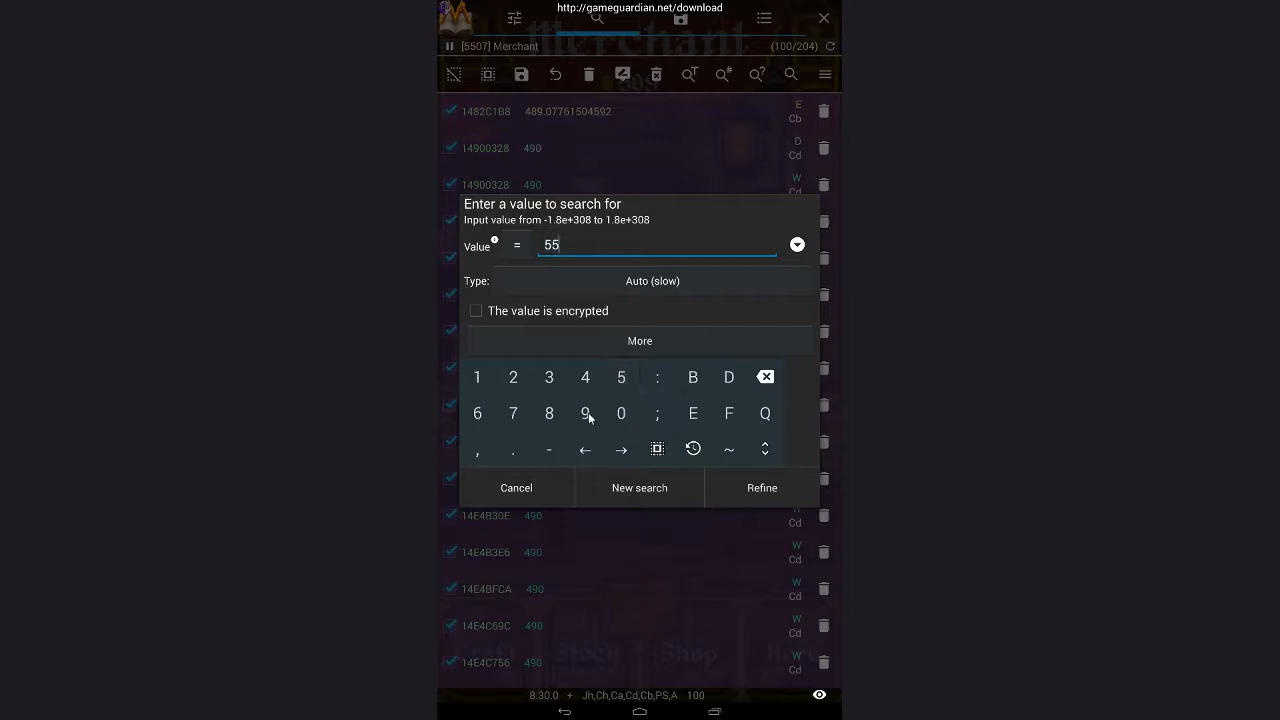 http://gameguardian.net/download
[5507] Merchant (100/204)
Merchant
1482C1B8 489.07761504592 E
Cb
14900328 490 D
Cd
14900328 490 W
Cd
Enter a value to search for
Input value from -1.8e+308 to 1.8e+308
Value = 55
Type: Auto (slow)
The value is encrypted
More
1 2 3 4 5 : B D
6 7 8 9 0 ; E F Q
, . - ← → ~
Cancel New search Refine
14E4B30E 490 W
Cd
14E4B3E6 490 W
Cd
14E4BFCA 490 W
Cd
14E4C69C 490 W
Cd
14E4C756 490 W
Cd
Stock Shop
8:30.0 + Jh,Ch,Ca,Cd,Cb,PS,A 100